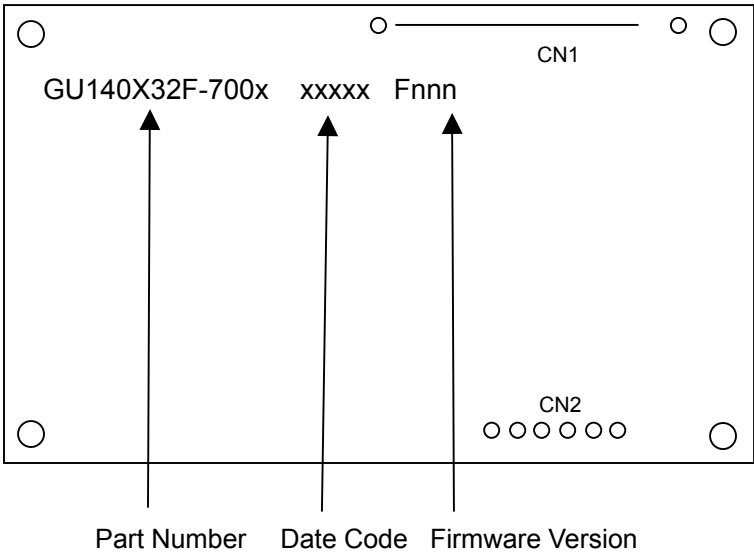 CN1
GU140X32F-700x xxxxx Fnnn
CN2
Part Number Date Code Firmware Version